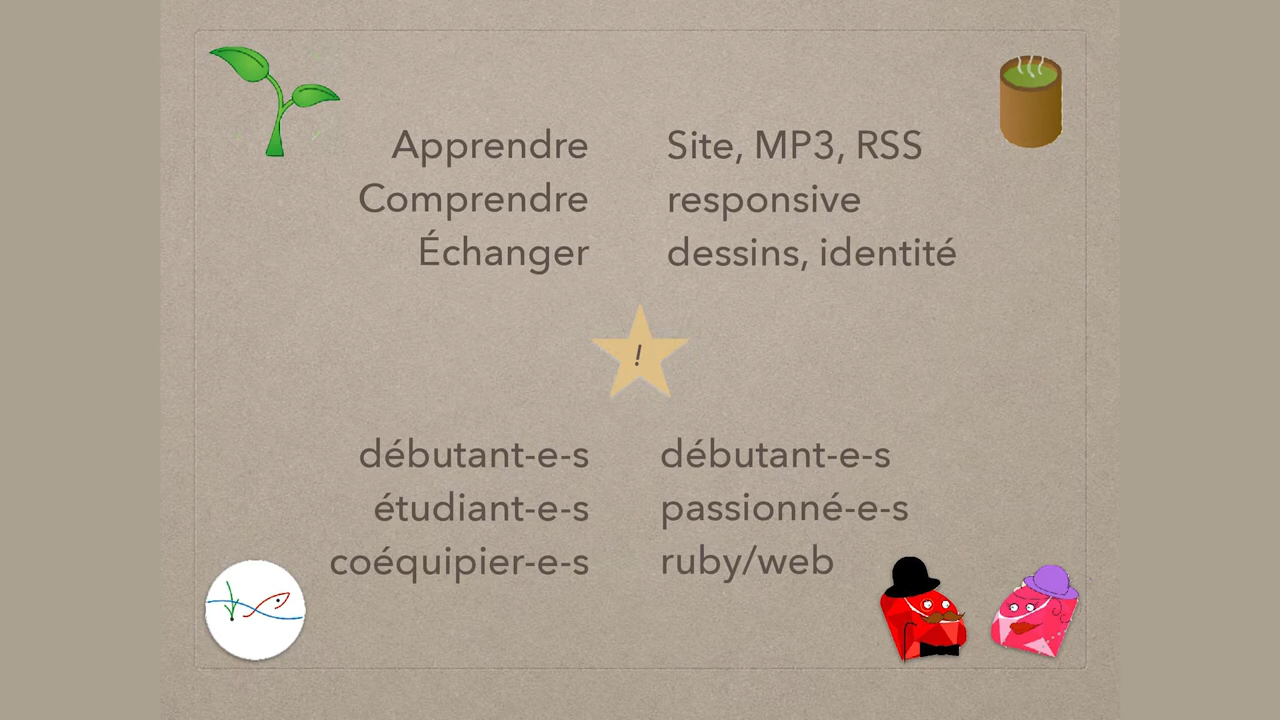 Apprendre
Comprendre
Échanger
Site, MP3, RSS
responsive
dessins, identité
!
débutant-e-s
étudiant-e-s
coéquipier-e-s
débutant-e-s
passionné-e-s
ruby/web